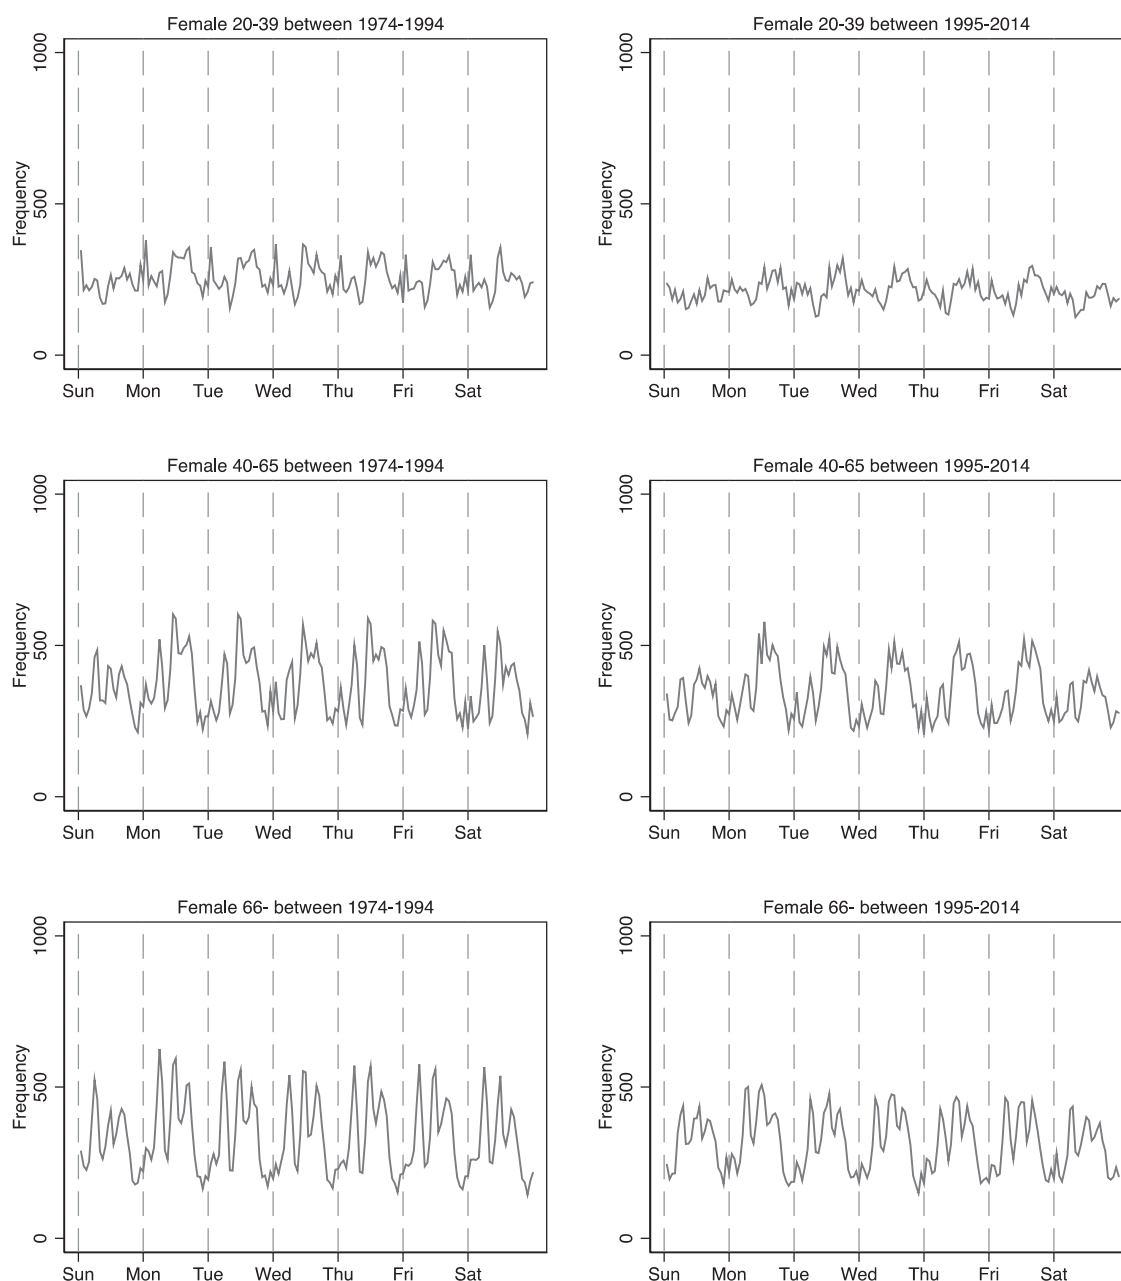 Female 20-39 between 1974-1994
Frequency
1000
500
0
Sun Mon Tue Wed Thu Fri Sat
Female 20-39 between 1995-2014
Frequency
1000
500
0
Sun Mon Tue Wed Thu Fri Sat
Female 40-65 between 1974-1994
Frequency
1000
500
0
Sun Mon Tue Wed Thu Fri Sat
Female 40-65 between 1995-2014
Frequency
1000
500
0
Sun Mon Tue Wed Thu Fri Sat
Female 66- between 1974-1994
Frequency
1000
500
0
Sun Mon Tue Wed Thu Fri Sat
Female 66- between 1995-2014
Frequency
1000
500
0
Sun Mon Tue Wed Thu Fri Sat